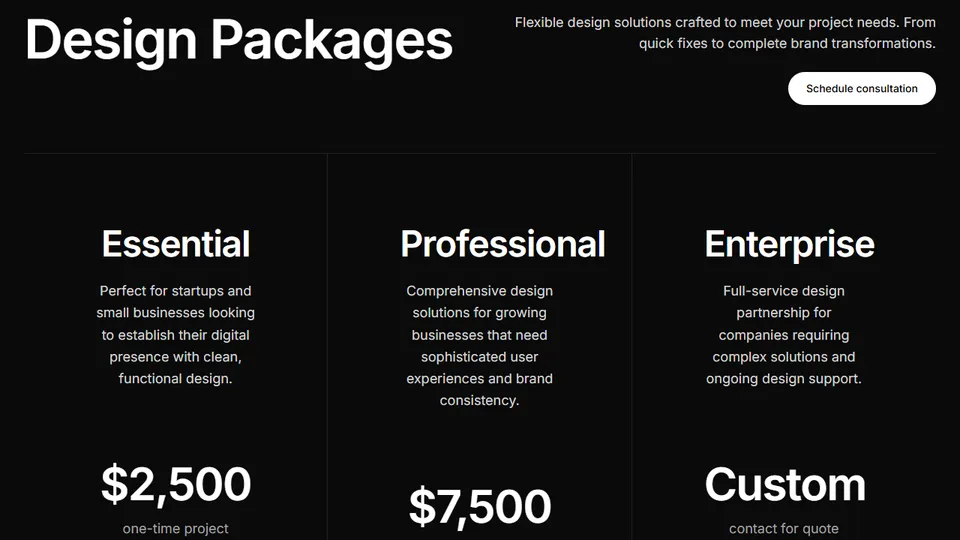 Design Packages
Flexible design solutions crafted to meet your project needs. From
quick fixes to complete brand transformations.
Schedule consultation
Essential
Perfect for startups and
small businesses looking
to establish their digital
presence with clean,
functional design.
$2,500
one-time project
Professional
Comprehensive design
solutions for growing
businesses that need
sophisticated user
experiences and brand
consistency.
$7,500
Enterprise
Full-service design
partnership for
companies requiring
complex solutions and
ongoing design support.
Custom
contact for quote